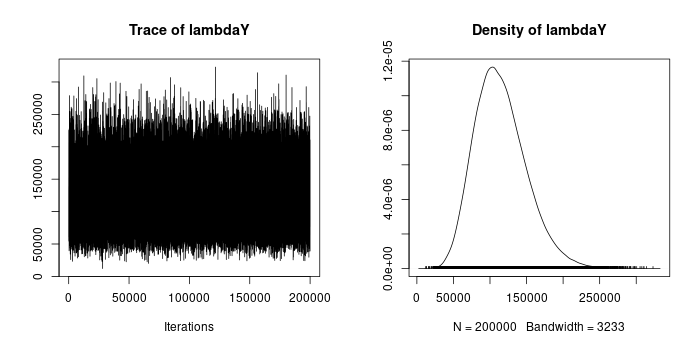 Trace of lambdaY
0
50000
150000
250000
0
50000
100000
150000
200000
Iterations
Density of lambdaY
0.0e+00
4.0e-06
8.0e-06
1.2e-05
0
50000
150000
250000
N = 200000   Bandwidth = 3233